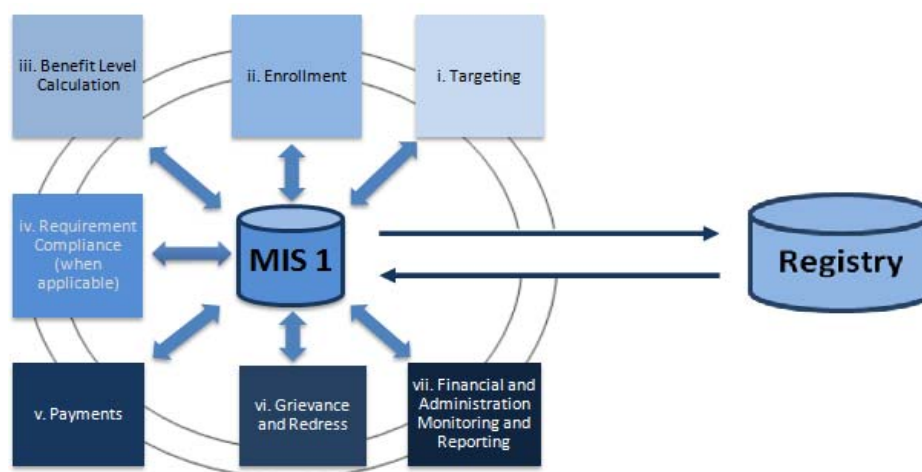 iii. Benefit Level
Calculation
ii. Enrollment
i. Targeting
iv. Requirement
Compliance
(when
applicable)
MIS 1
Registry
v. Payments
vi. Grievance
and Redress
vii. Financial and
Administration
Monitoring and
Reporting